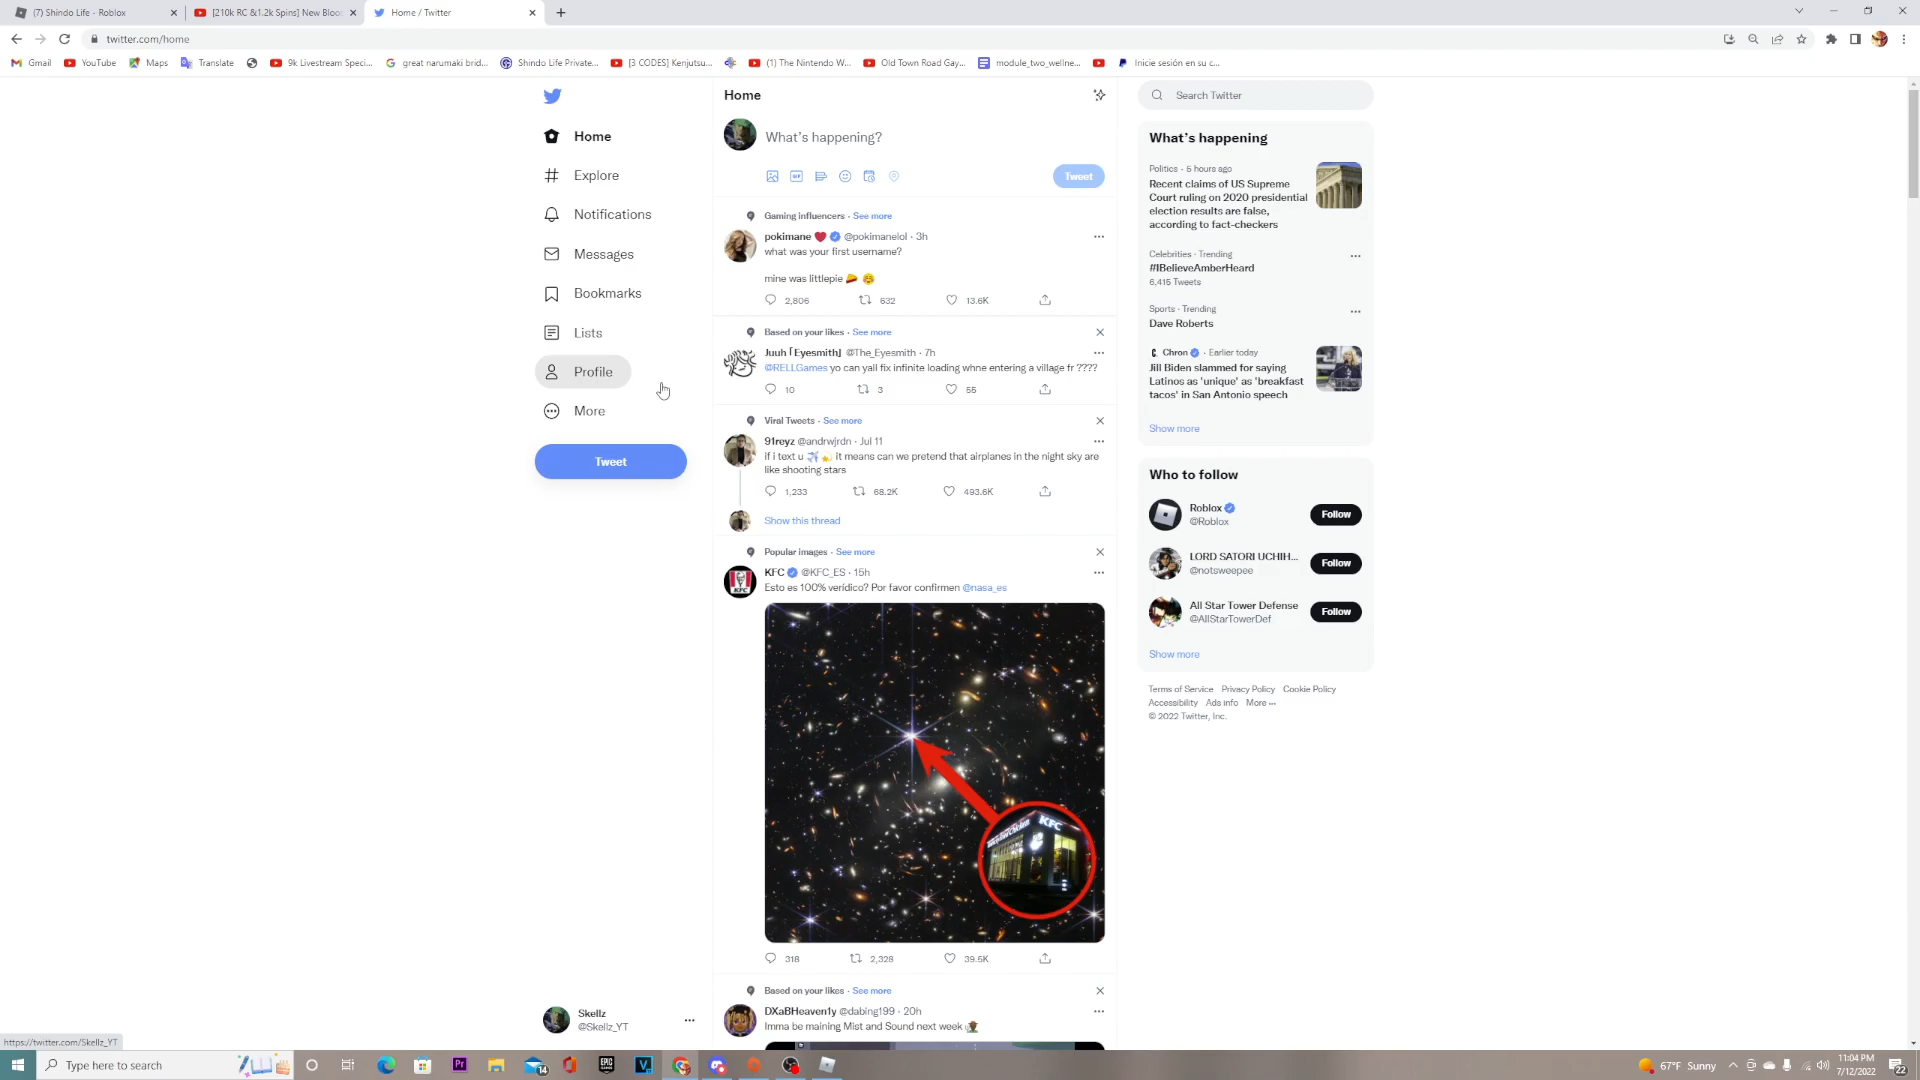 (7) Shindo Life - Roblox
[210k RC &1.2k Spins] New Bloo
Home / Twitter
twitter.com/home
Gmail
YouTube
Maps
Translate
9k Livestream Speci...
great narumaki brid...
Shindo Life Private...
[3 CODES] Kenjutsu...
(1) The Nintendo W...
Old Town Road Gay...
module_two_wellne...
Inicie sesión en su c...
Home
Explore
Notifications
Messages
Bookmarks
Lists
Profile
More
Tweet
Skellz
@Skellz_YT
Home
What's happening?
GIF
Tweet
Gaming influencers · See more
pokimane @pokimanelol · 3h
what was your first username?
mine was littlepie
2,806 632 13.6K
Based on your likes · See more
Juuh「Eyesmith」 @The_Eyesmith · 7h
@RELLGames yo can yall fix infinite loading whne entering a village fr ????
10 3 55
Viral Tweets · See more
91reyz @andrwjrdn · Jul 11
if i text u it means can we pretend that airplanes in the night sky are
like shooting stars
1,233 68.2K 493.6K
Show this thread
Popular images · See more
KFC @KFC_ES · 15h
Esto es 100% verídico? Por favor confirmen @nasa_es
KFC
318 2,328 39.5K
Based on your likes · See more
DXaBHeaven1y @dabing199 · 20h
Imma be maining Mist and Sound next week
Search Twitter
What's happening
Politics · 5 hours ago
Recent claims of US Supreme
Court ruling on 2020 presidential
election results are false,
according to fact-checkers
Celebrities · Trending
#IBelieveAmberHeard
6,415 Tweets
Sports · Trending
Dave Roberts
Chron · Earlier today
Jill Biden slammed for saying
Latinos as 'unique' as 'breakfast
tacos' in San Antonio speech
Show more
Who to follow
Roblox
@Roblox
Follow
LORD SATORI UCHIH...
@notsweepee
Follow
All Star Tower Defense
@AllStarTowerDef
Follow
Show more
Terms of Service Privacy Policy Cookie Policy
Accessibility Ads info More ···
© 2022 Twitter, Inc.
https://twitter.com/Skellz_YT
Type here to search
Pr
14
EPIC
V
67°F Sunny
11:04 PM
7/12/2022
22